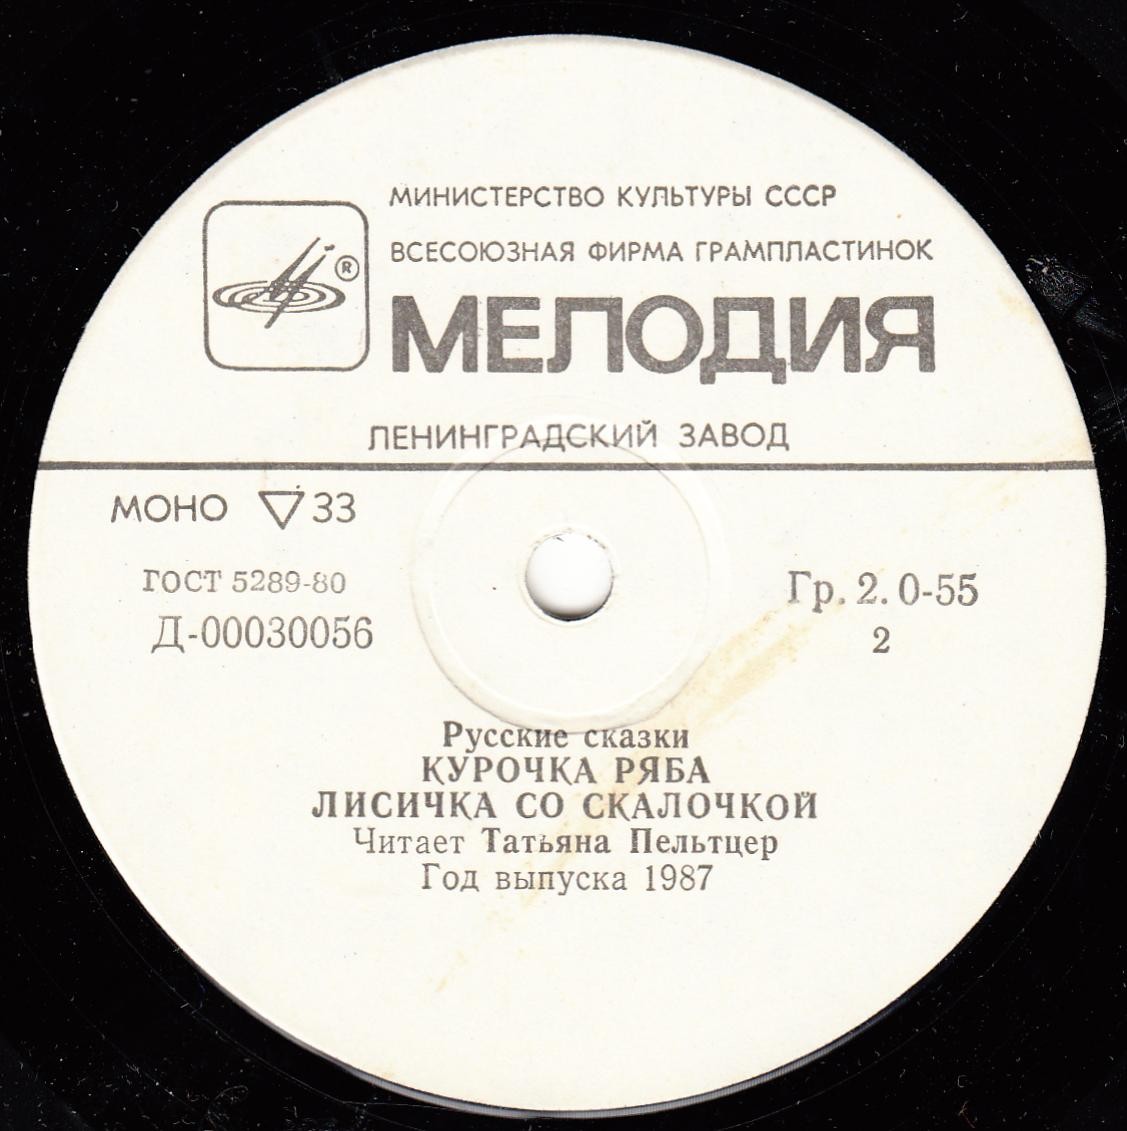 МИНИСТЕРСТВО КУЛЬТУРЫ СССР
ВСЕСОЮЗНАЯ ФИРМА ГРАМПЛАСТИНОК
®
МЕЛОДИЯ
ЛЕНИНГРАДСКИЙ ЗАВОД
МОНО ▽33
ГОСТ 5289-80
Д-00030056
Гр. 2. 0-55
2
Русские сказки
КУРОЧКА РЯБА
ЛИСИЧКА СО СКАЛОЧКОЙ
Читает Татьяна Пельтцер
Год выпуска 1987